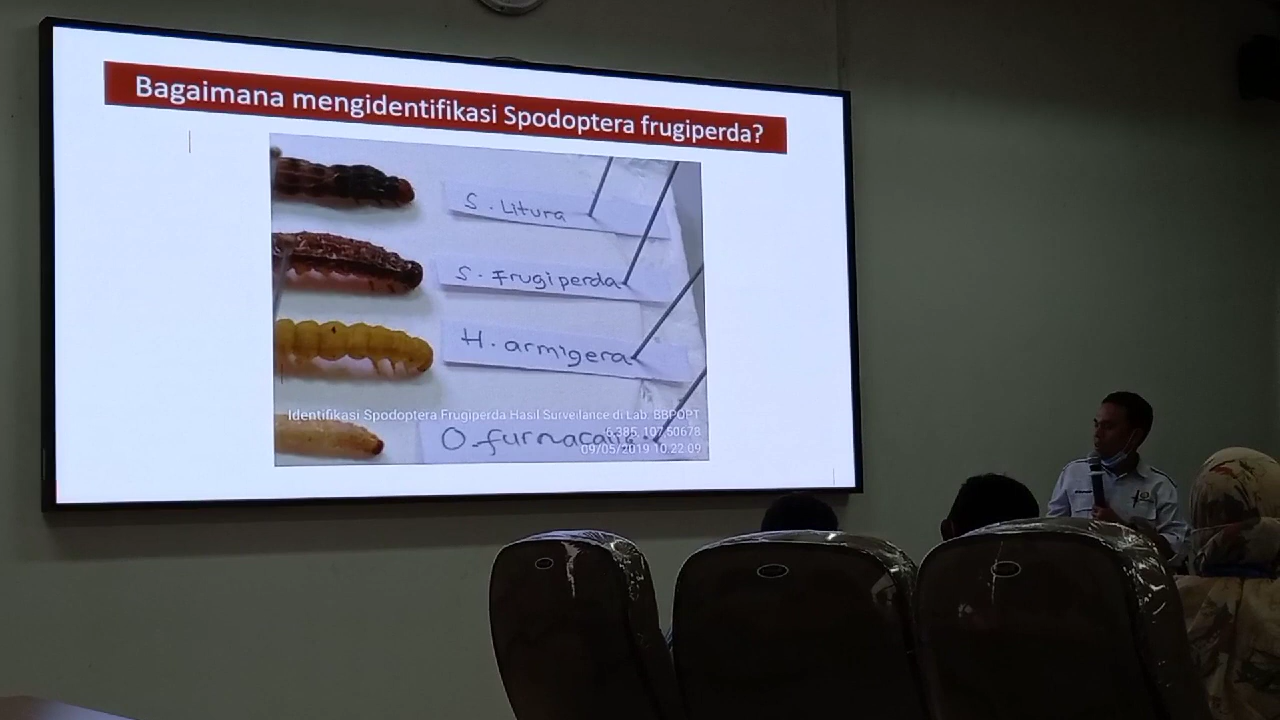 Bagaimana mengidentifikasi Spodoptera frugiperda?
S. Litura
S. Frugiperda
H. armigera
O. furnacalis
Identifikasi Spodoptera Frugiperda Hasil Surveilance di Lab. BBPOPT
09/05/2019 10.22.09